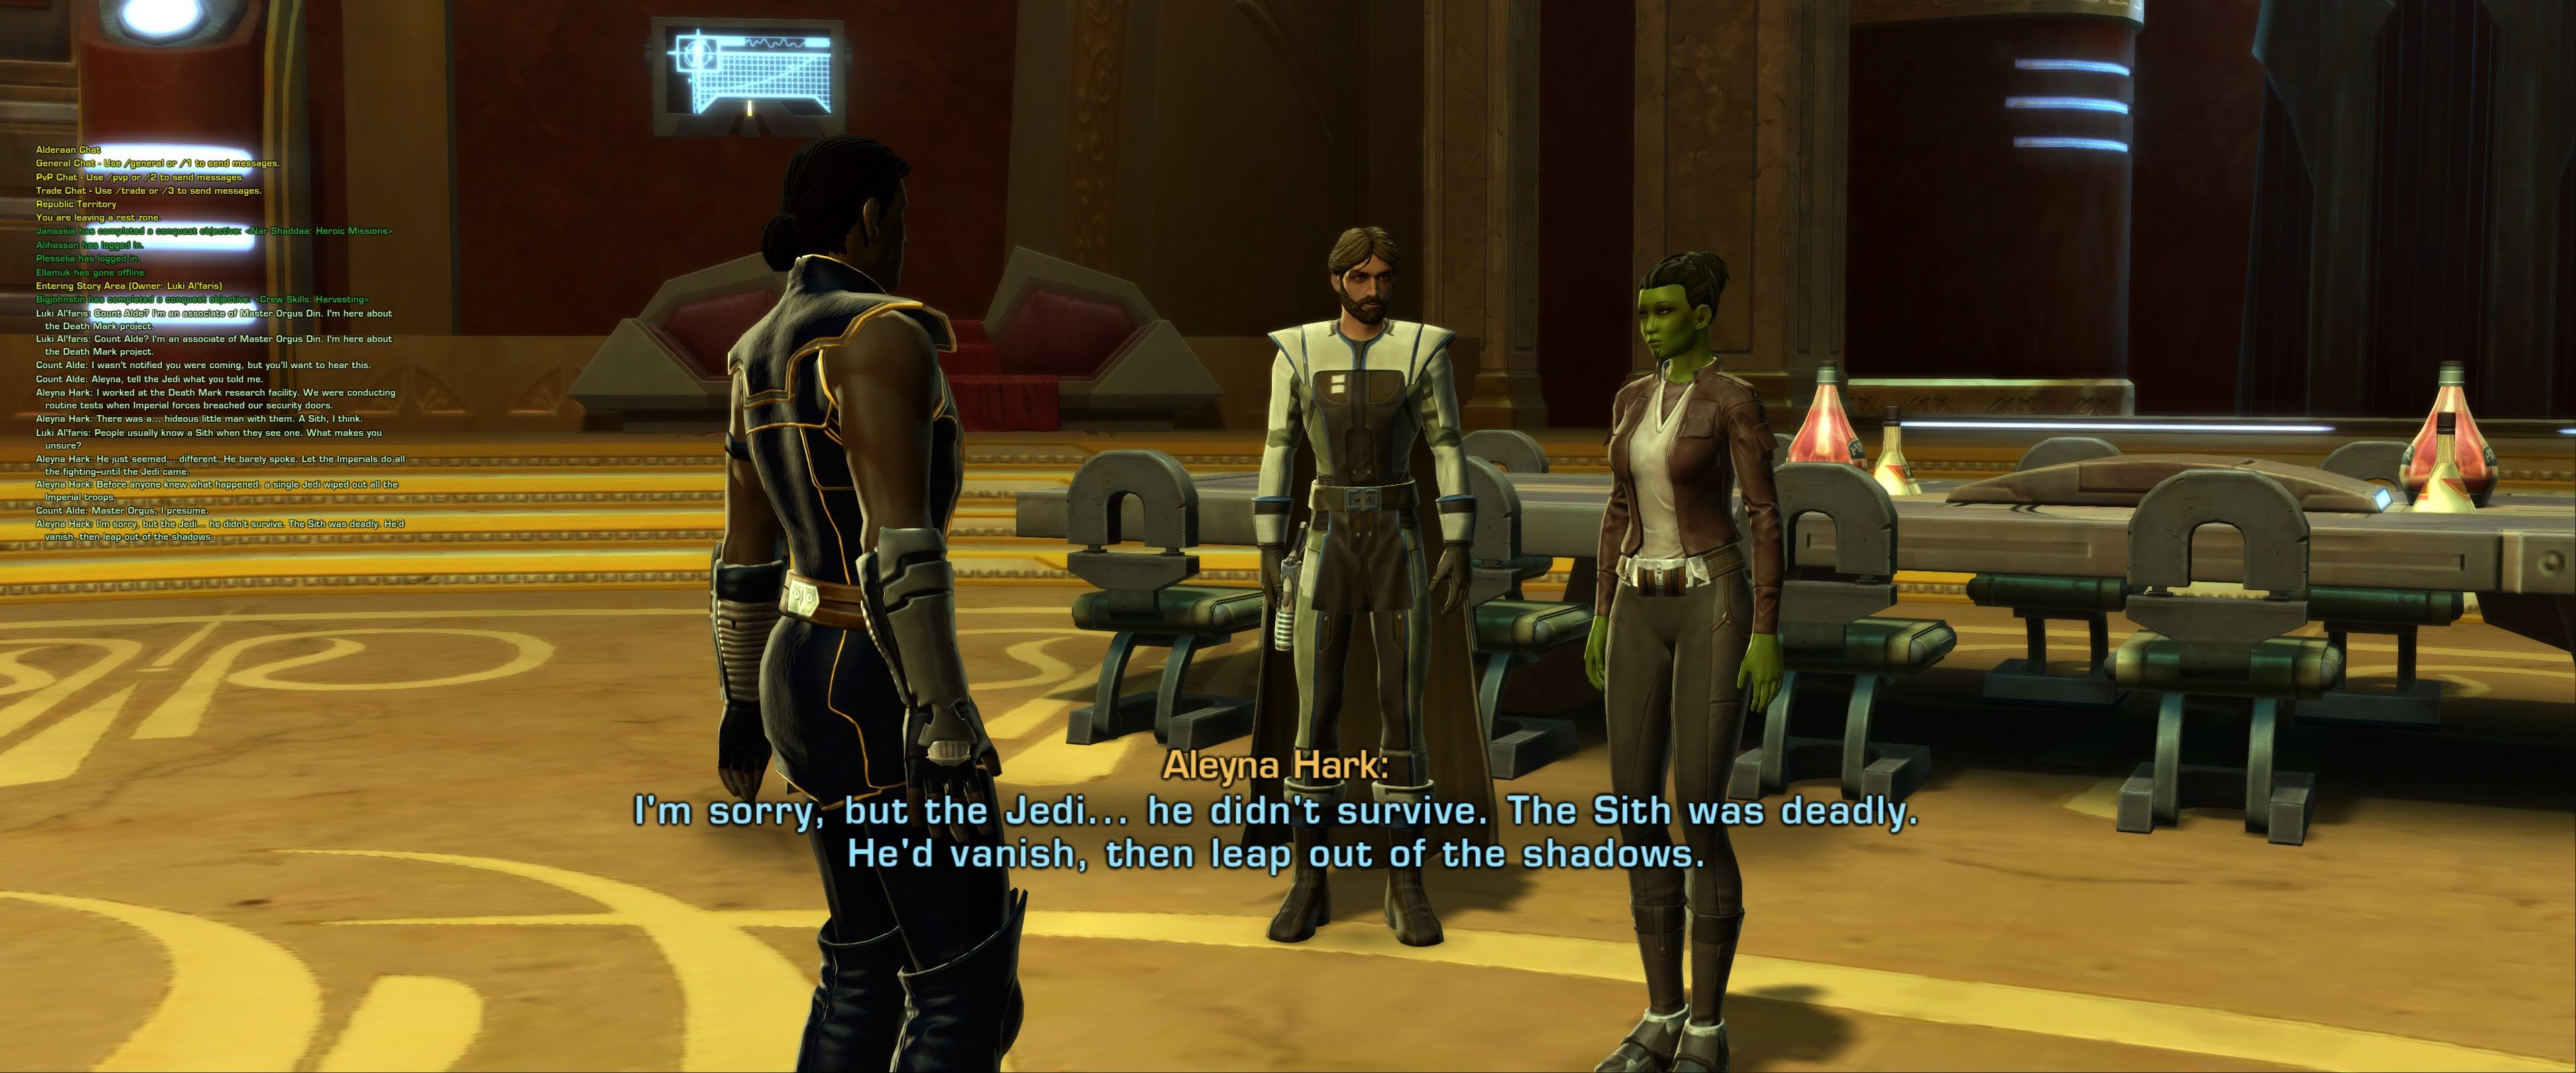 Alderaan Chat
General Chat - Use /general or /1 to send messages.
PvP Chat - Use /pvp or /2 to send messages.
Trade Chat - Use /trade or /3 to send messages.
Republic Territory
You are leaving a rest zone.
Janaasia has completed a conquest objective: <Nar Shaddaa: Heroic Missions>
Alihassan has logged in.
Plesselia has logged in.
Ellamuk has gone offline.
Entering Story Area (Owner: Luki Al'faris)
Bigjohnstin has completed a conquest objective: <Crew Skills: Harvesting>
Luki Al'faris: Count Alde? I'm an associate of Master Orgus Din. I'm here about
the Death Mark project.
Luki Al'faris: Count Alde? I'm an associate of Master Orgus Din. I'm here about
the Death Mark project.
Count Alde: I wasn't notified you were coming, but you'll want to hear this.
Count Alde: Aleyna, tell the Jedi what you told me.
Aleyna Hark: I worked at the Death Mark research facility. We were conducting
routine tests when Imperial forces breached our security doors.
Aleyna Hark: There was a... hideous little man with them. A Sith, I think.
Luki Al'faris: People usually know a Sith when they see one. What makes you
unsure?
Aleyna Hark: He just seemed... different. He barely spoke. Let the Imperials do all
the fighting–until the Jedi came.
Aleyna Hark: Before anyone knew what happened, a single Jedi wiped out all the
Imperial troops.
Count Alde: Master Orgus, I presume.
Aleyna Hark: I'm sorry, but the Jedi... he didn't survive. The Sith was deadly. He'd
vanish, then leap out of the shadows.
Aleyna Hark:
I'm sorry, but the Jedi... he didn't survive. The Sith was deadly.
He'd vanish, then leap out of the shadows.